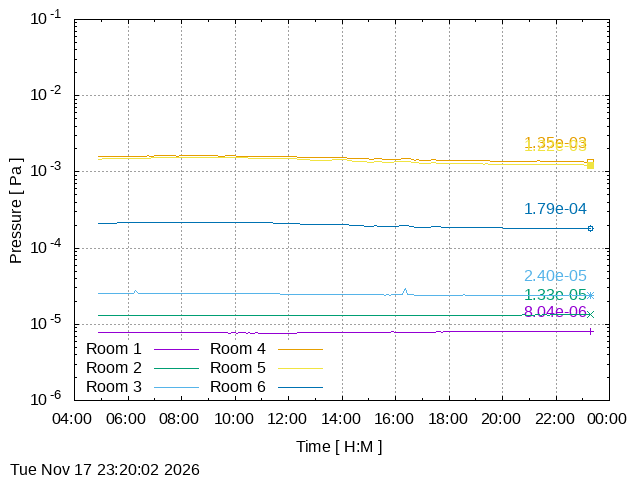 10^-1
10^-2
10^-3
10^-4
10^-5
10^-6
Pressure [ Pa ]
1.35e-03
1.79e-04
2.40e-05
1.33e-05
8.04e-06
Room 1 Room 4
Room 2 Room 5
Room 3 Room 6
04:00 06:00 08:00 10:00 12:00 14:00 16:00 18:00 20:00 22:00 00:00
Time [ H:M ]
Tue Nov 17 23:20:02 2026